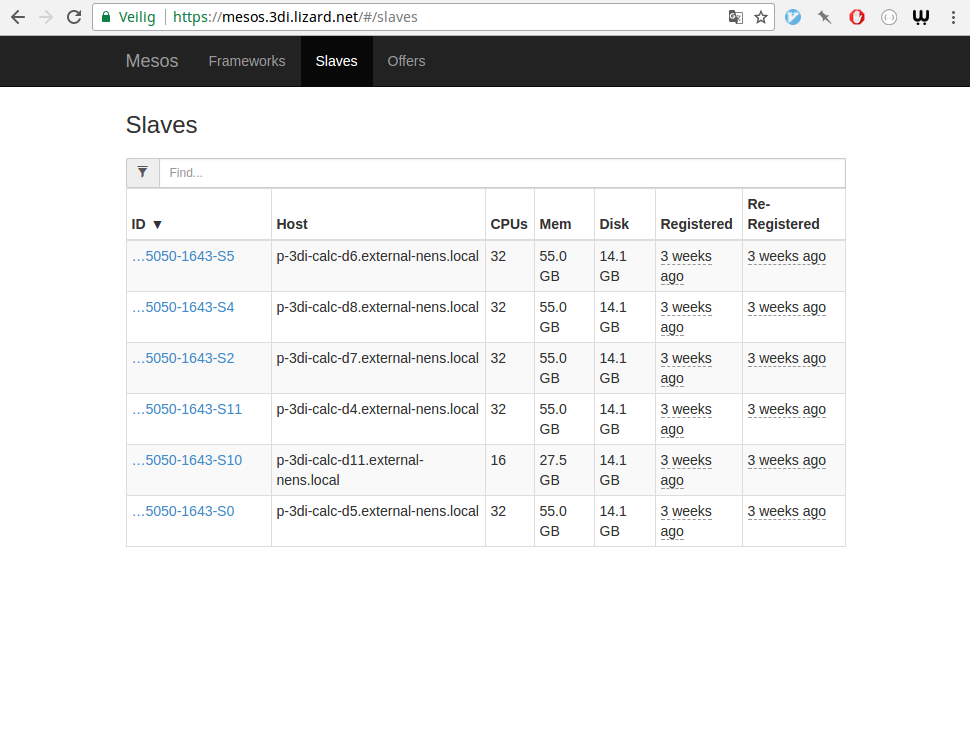 Veilig https://mesos.3di.lizard.net/#/slaves
Mesos Frameworks Slaves Offers
Slaves
Find...
ID ▼ Host CPUs Mem Disk Registered Re-
Registered
…5050-1643-S5 p-3di-calc-d6.external-nens.local 32 55.0 14.1 3 weeks 3 weeks ago
GB GB ago
…5050-1643-S4 p-3di-calc-d8.external-nens.local 32 55.0 14.1 3 weeks 3 weeks ago
GB GB ago
…5050-1643-S2 p-3di-calc-d7.external-nens.local 32 55.0 14.1 3 weeks 3 weeks ago
GB GB ago
…5050-1643-S11 p-3di-calc-d4.external-nens.local 32 55.0 14.1 3 weeks 3 weeks ago
GB GB ago
…5050-1643-S10 p-3di-calc-d11.external- 16 27.5 14.1 3 weeks 3 weeks ago
nens.local GB GB ago
…5050-1643-S0 p-3di-calc-d5.external-nens.local 32 55.0 14.1 3 weeks 3 weeks ago
GB GB ago